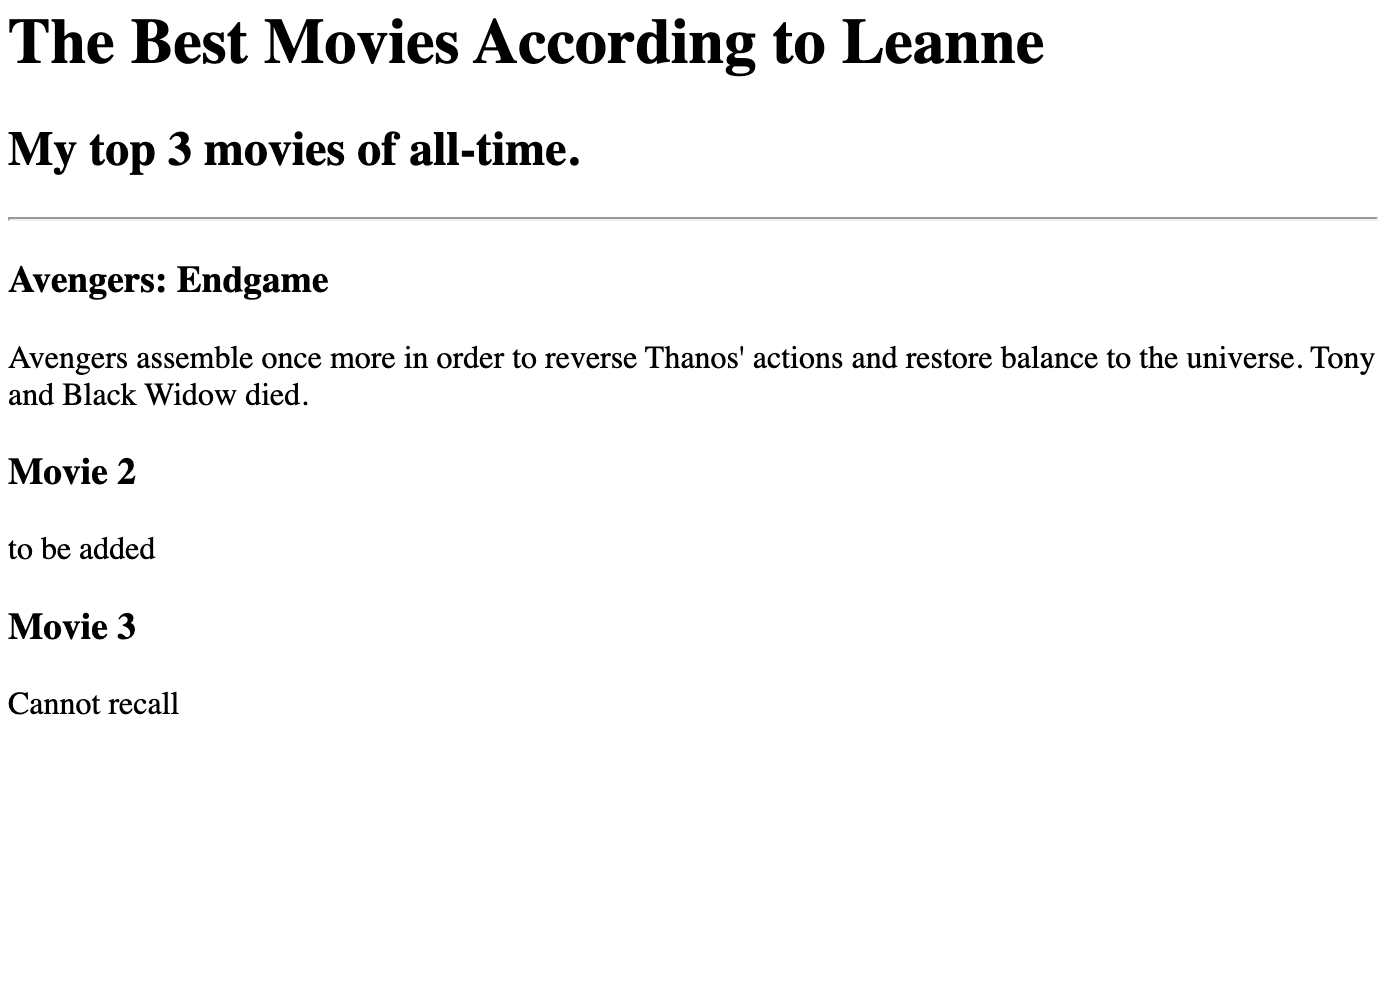 The Best Movies According to Leanne
My top 3 movies of all-time.
Avengers: Endgame
Avengers assemble once more in order to reverse Thanos' actions and restore balance to the universe. Tony
and Black Widow died.
Movie 2
to be added
Movie 3
Cannot recall